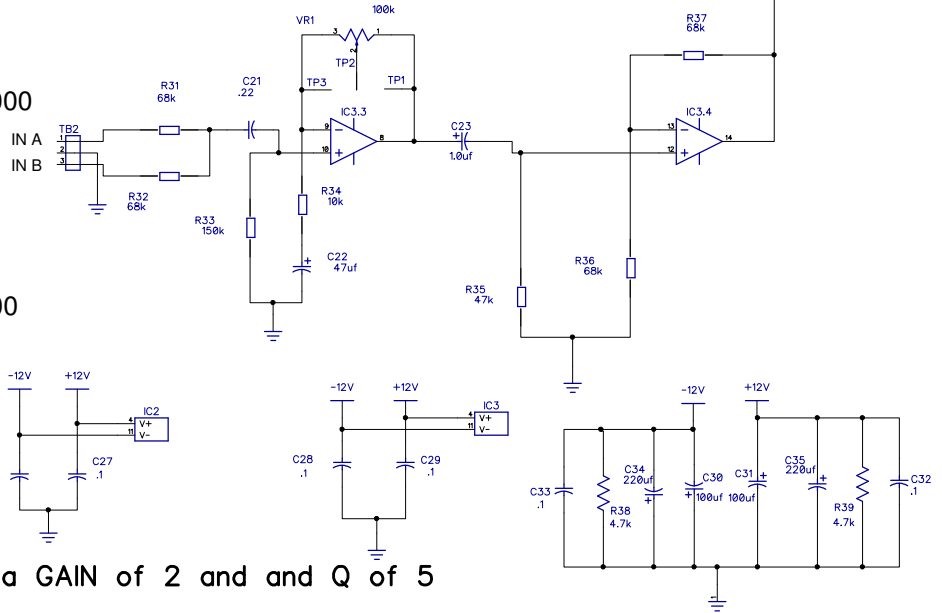 100k
VR1
3
1
2
TP2
TP3
TP1
R37
68k
C21
.22
R31
68k
000
IC3.3
IC3.4
TB2
IN A
1
2
IN B
3
9
10
8
C23
+
1.0uf
13
12
14
R32
68k
R33
150k
R34
10k
C22
47uf
+
R35
47k
R36
68k
00
-12V
+12V
IC2
4
V+
11
V-
C27
.1
-12V
+12V
IC3
4
V+
11
V-
C28
.1
C29
.1
-12V
+12V
C33
.1
R38
4.7k
C34
220uf
+
C30
100uf
+
C31
100uf
+
C35
220uf
+
R39
4.7k
C32
.1
1
a GAIN of 2 and and Q of 5